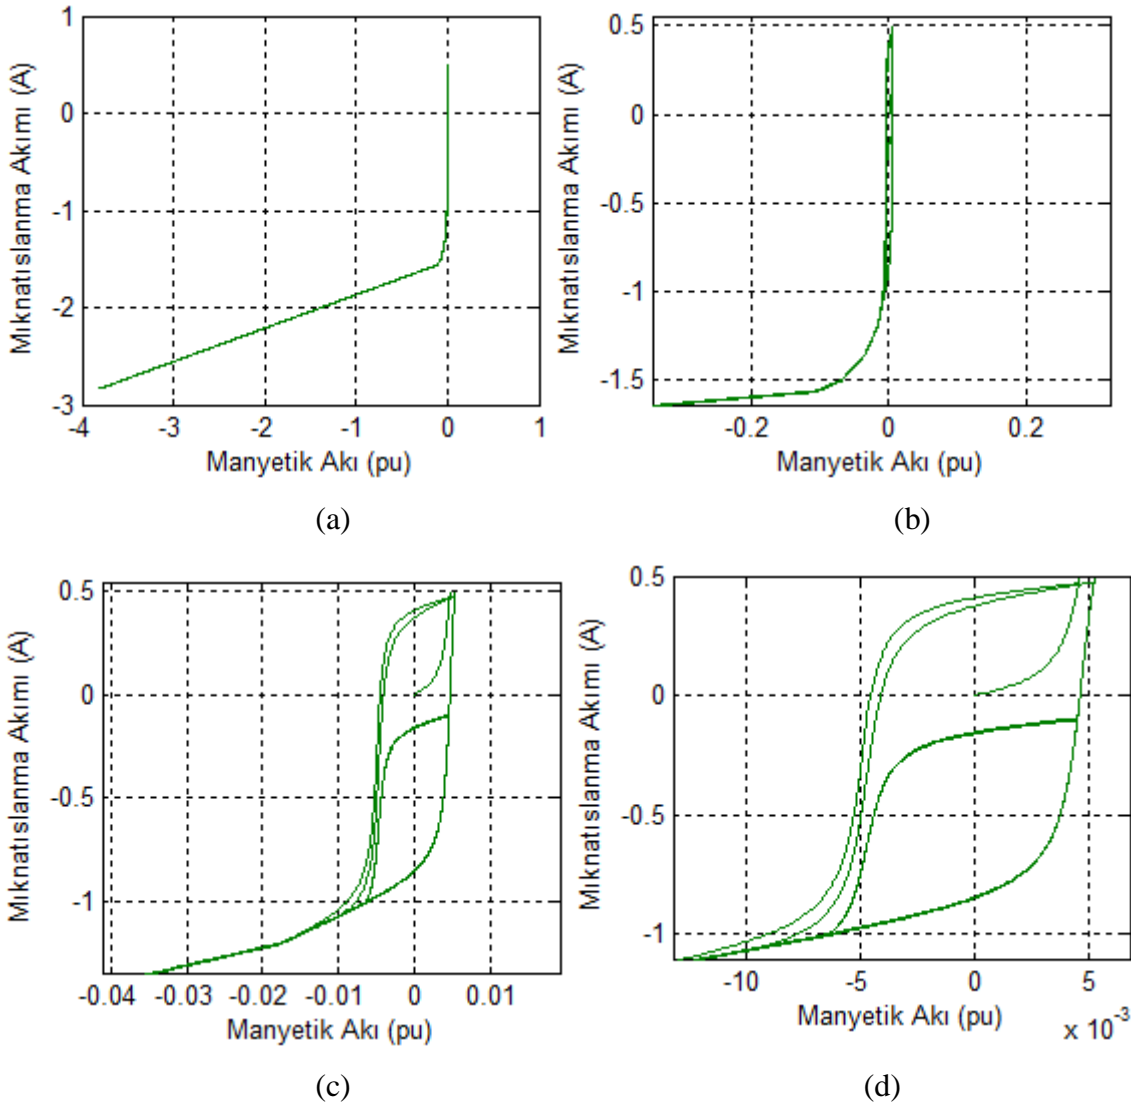 Mıknatıslanma Akımı (A)
1
0
-1
-2
-3
-4
-3
-2
-1
0
1
Manyetik Akı (pu)
(a)
Mıknatıslanma Akımı (A)
0.5
0
-0.5
-1
-1.5
-0.2
0
0.2
Manyetik Akı (pu)
(b)
Mıknatıslanma Akımı (A)
0.5
0
-0.5
-1
-0.04
-0.03
-0.02
-0.01
0
0.01
Manyetik Akı (pu)
(c)
Mıknatıslanma Akımı (A)
0.5
0
-0.5
-1
-10
-5
0
5
Manyetik Akı (pu)
x 10-3
(d)